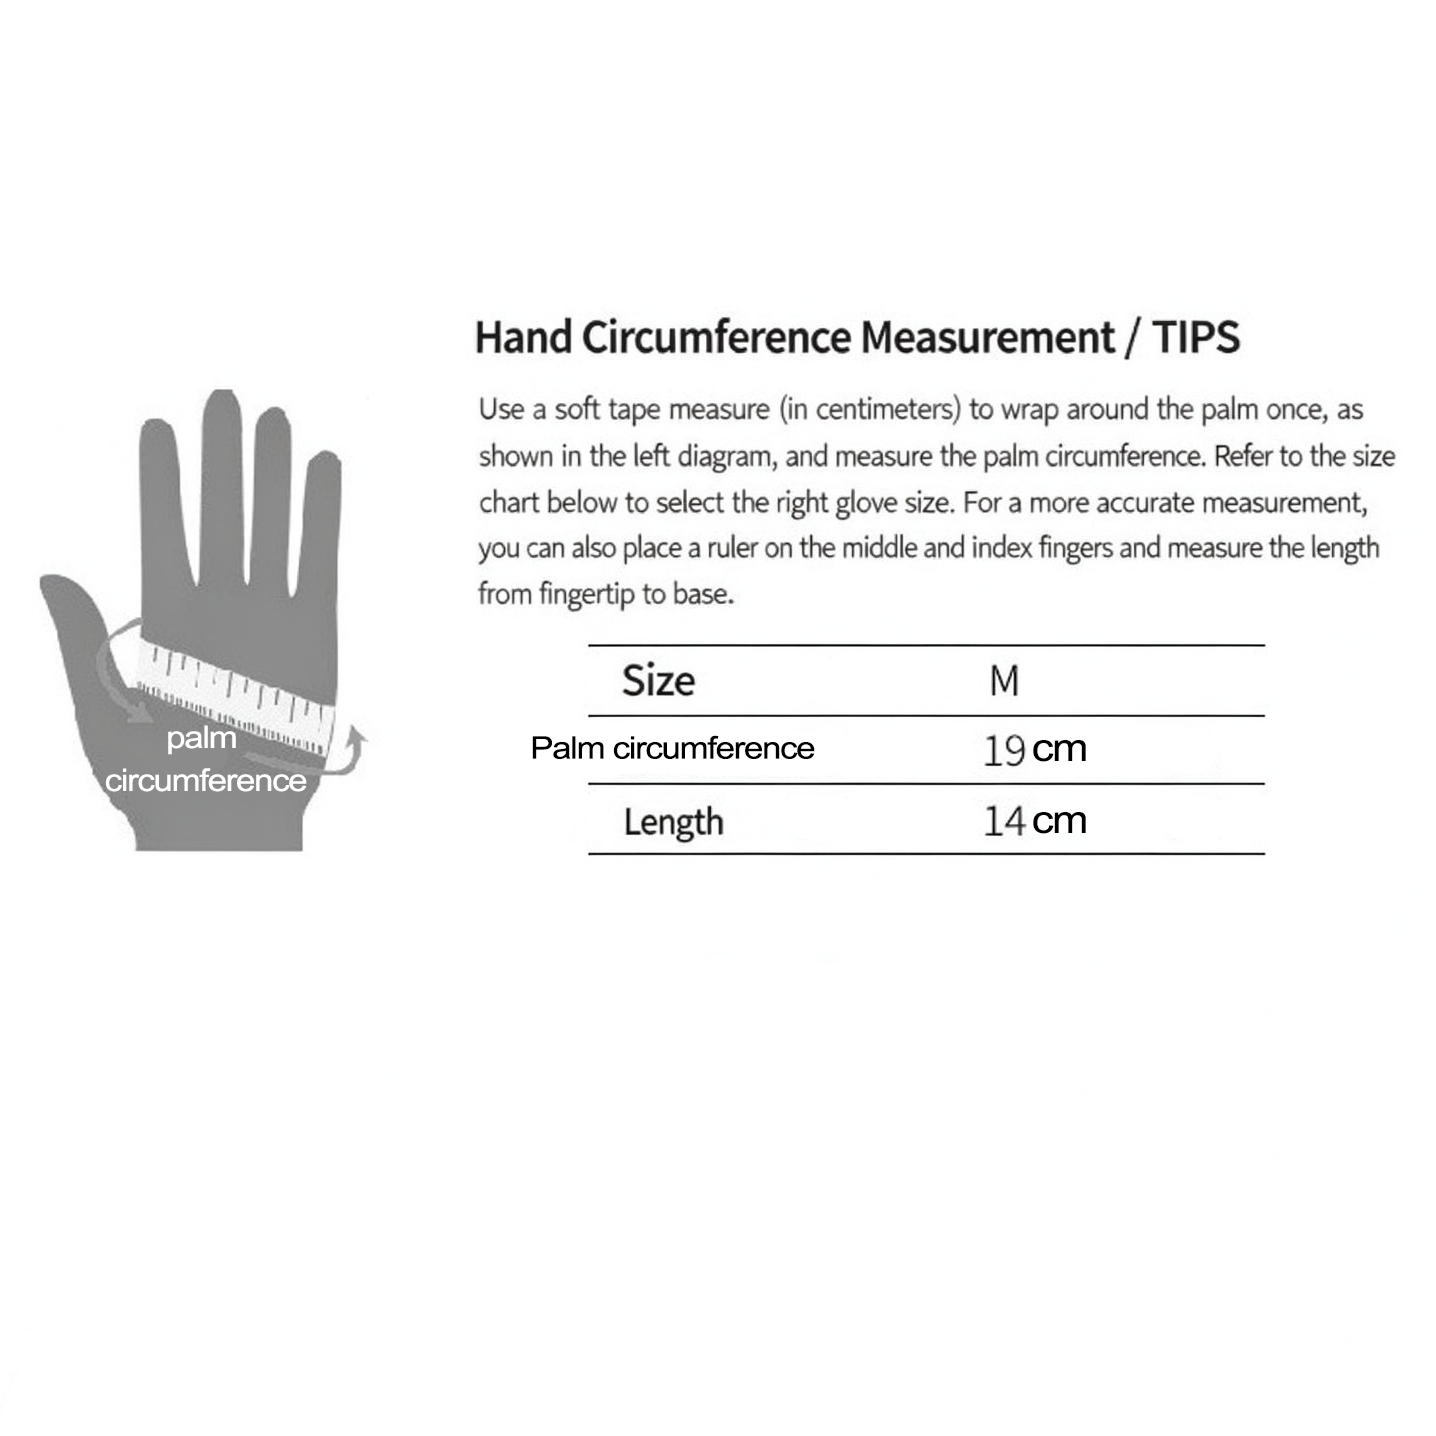 Hand Circumference Measurement / TIPS
Use a soft tape measure (in centimeters) to wrap around the palm once, as
shown in the left diagram, and measure the palm circumference. Refer to the size
chart below to select the right glove size. For a more accurate measurement,
you can also place a ruler on the middle and index fingers and measure the length
from fingertip to base.
palm
circumference
Size M
Palm circumference 19 cm
Length 14 cm